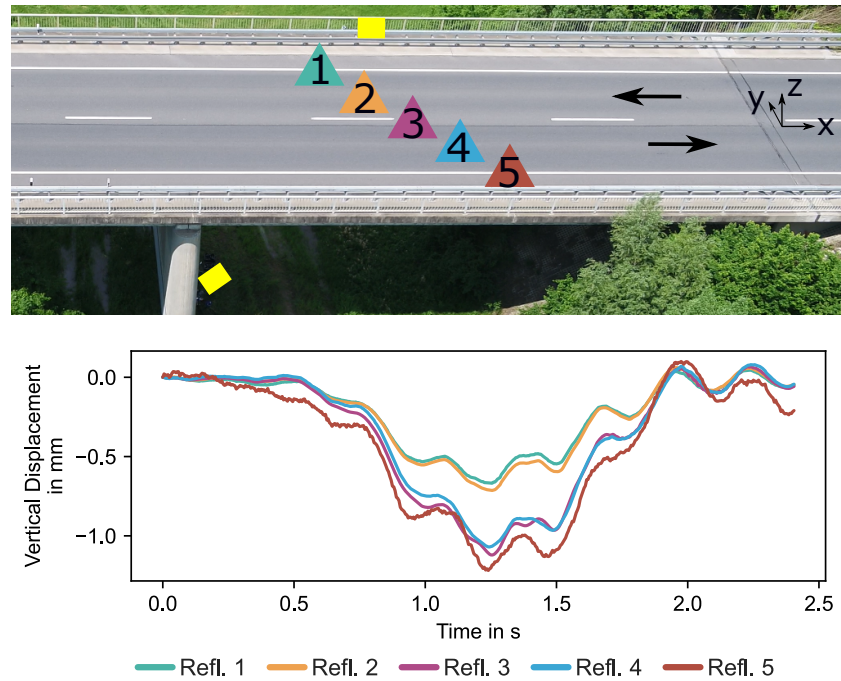 1
2
3
4
5
z
y
x
0.0
−0.5
−1.0
Vertical Displacement
in mm
0.0 0.5 1.0 1.5 2.0 2.5
Time in s
Refl. 1 Refl. 2 Refl. 3 Refl. 4 Refl. 5